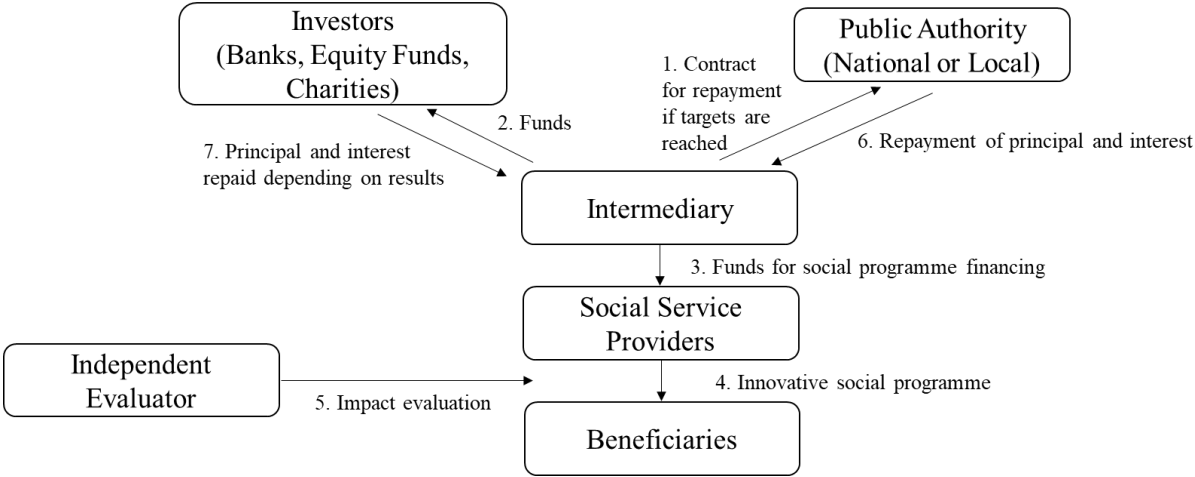 Investors
(Banks, Equity Funds,
Charities)
Public Authority
(National or Local)
1. Contract
for repayment
if targets are
reached
2. Funds
6. Repayment of principal and interest
7. Principal and interest
repaid depending on results
Intermediary
3. Funds for social programme financing
Social Service
Providers
Independent
Evaluator
4. Innovative social programme
5. Impact evaluation
Beneficiaries